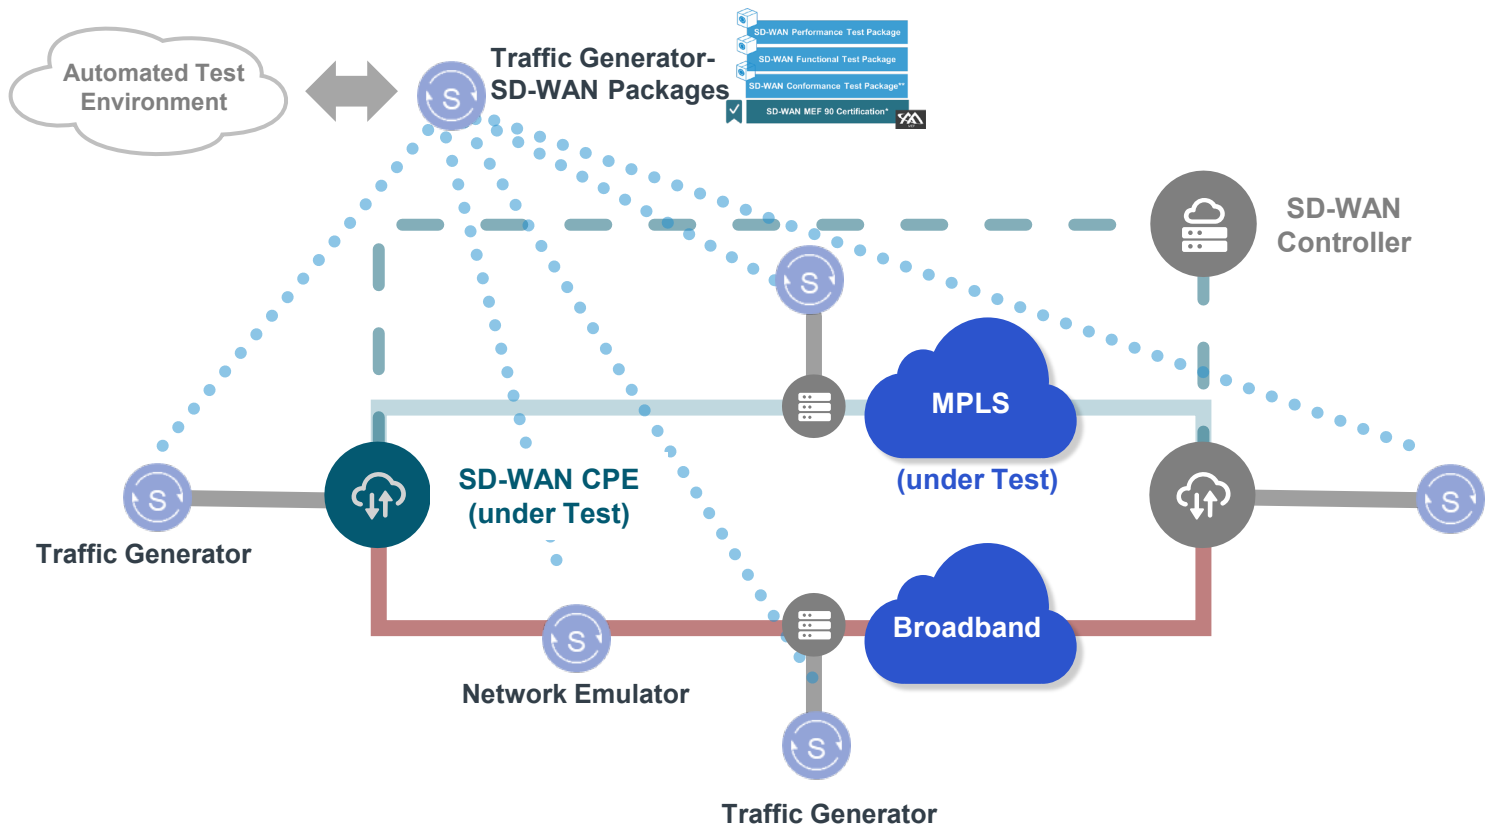 Automated Test
Environment
Traffic Generator-
SD-WAN Packages
SD-WAN Performance Test Package
SD-WAN Functional Test Package
SD-WAN Conformance Test Package**
SD-WAN MEF 90 Certification*
S
SD-WAN
Controller
S
MPLS
(under Test)
SD-WAN CPE
(under Test)
S
S
Traffic Generator
Broadband
S
Network Emulator
S
Traffic Generator